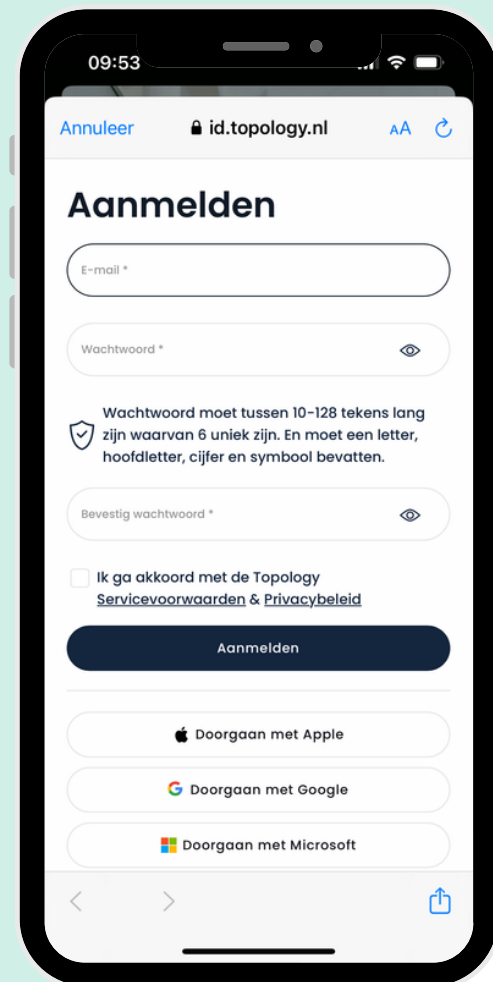 09:53
Annuleer
id.topology.nl
AA
Aanmelden
E-mail *
Wachtwoord *
Wachtwoord moet tussen 10-128 tekens lang
zijn waarvan 6 uniek zijn. En moet een letter,
hoofdletter, cijfer en symbool bevatten.
Bevestig wachtwoord *
Ik ga akkoord met de Topology
Servicevoorwaarden & Privacybeleid
Aanmelden
Doorgaan met Apple
Doorgaan met Google
Doorgaan met Microsoft